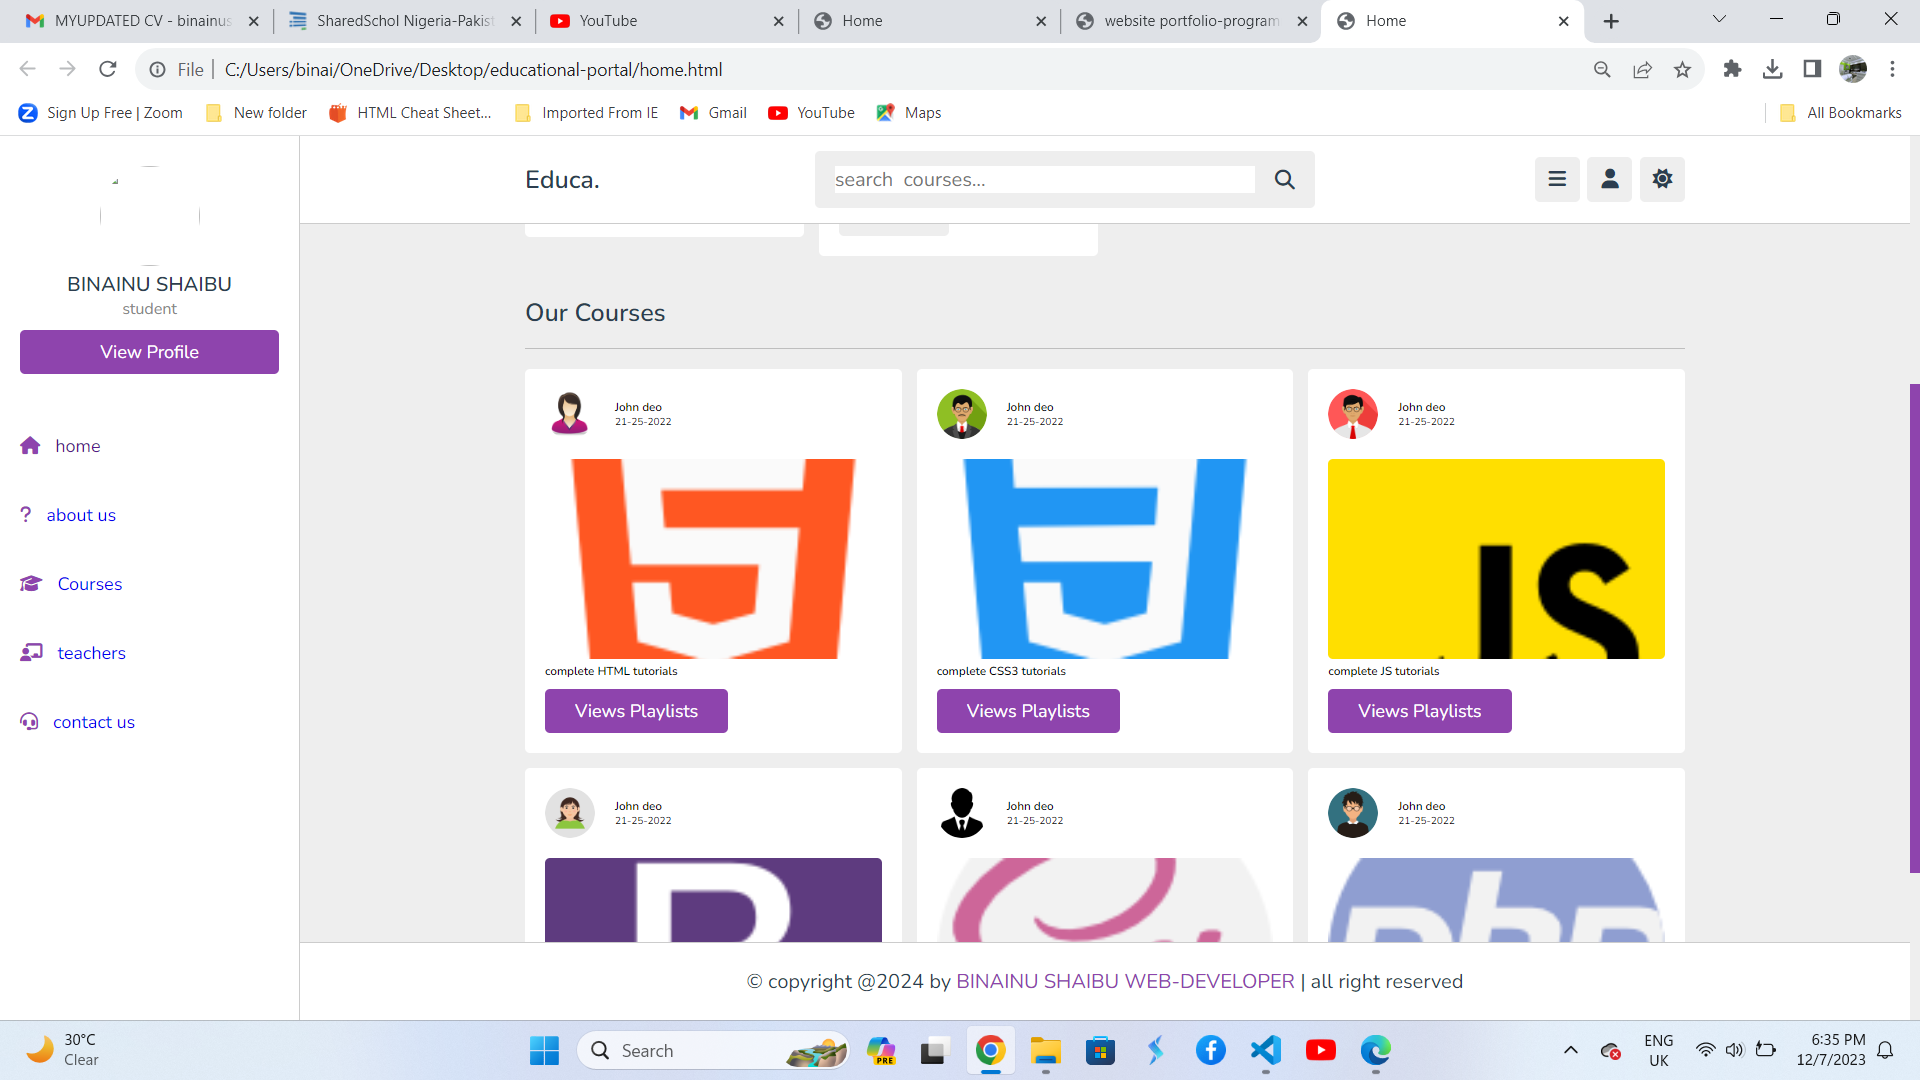 MYUPDATED CV - binainus
SharedSchol Nigeria-Pakist
YouTube
Home
website portfolio-program
Home
File
C:/Users/binai/OneDrive/Desktop/educational-portal/home.html
Sign Up Free | Zoom
New folder
HTML Cheat Sheet...
Imported From IE
Gmail
YouTube
Maps
All Bookmarks
BINAINU SHAIBU
student
View Profile
home
about us
Courses
teachers
contact us
Educa.
search courses...
Our Courses
John deo
21-25-2022
complete HTML tutorials
Views Playlists
John deo
21-25-2022
complete CSS3 tutorials
Views Playlists
John deo
21-25-2022
JS
complete JS tutorials
Views Playlists
John deo
21-25-2022
B
John deo
21-25-2022
John deo
21-25-2022
php
© copyright @2024 by BINAINU SHAIBU WEB-DEVELOPER | all right reserved
30°C
Clear
Search
PRE
ENG
UK
6:35 PM
12/7/2023